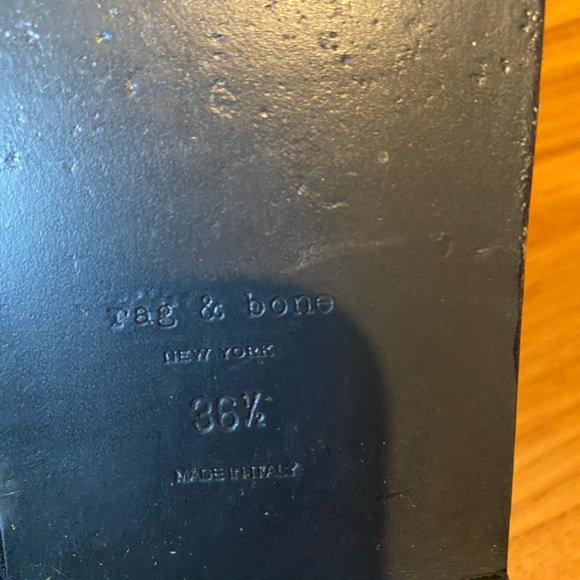 rag & bone
NEW YORK
36½
MADE IN ITALY